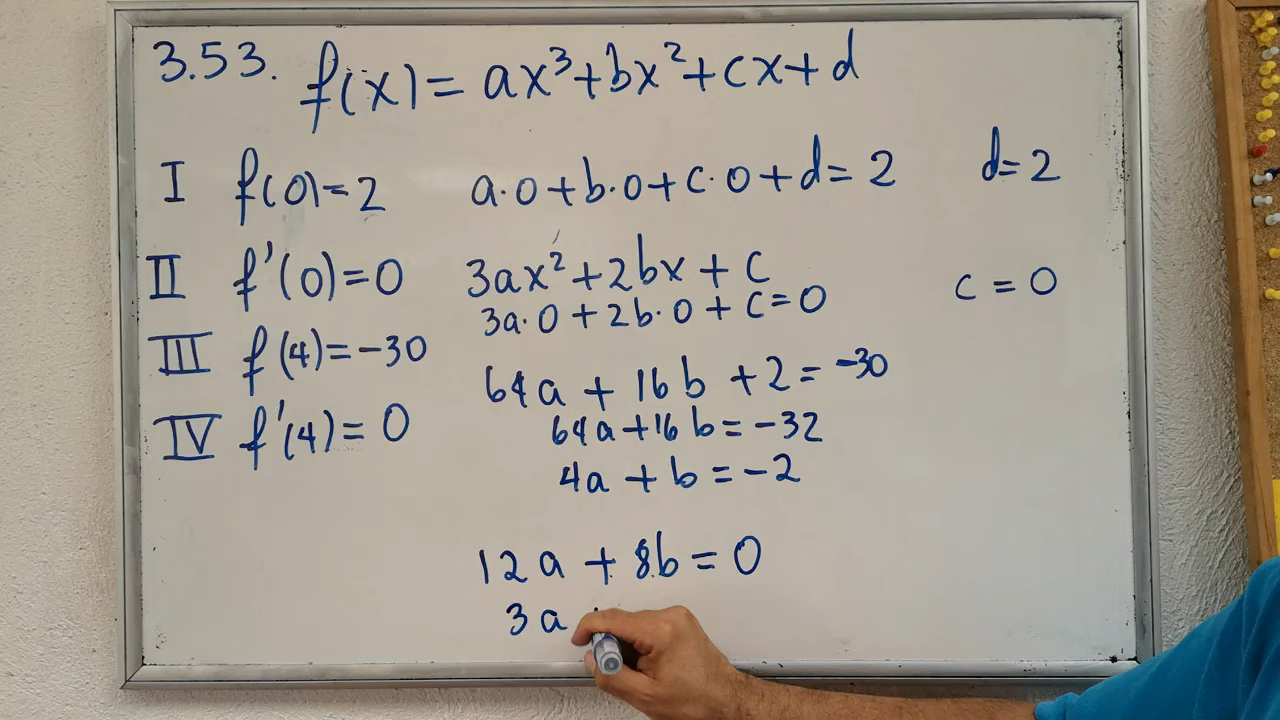 3.53. f(x) = ax³+bx²+cx+d
I f(0)=2 a·0+b·0+c·0+d=2 d=2
II f'(0)=0 3ax²+2bx+c
3a·0+2b·0+c=0 c=0
III f(4)=-30
64a+16b+2=-30
IV f'(4)=0 64a+16b=-32
4a+b=-2
12a+8b=0
3a